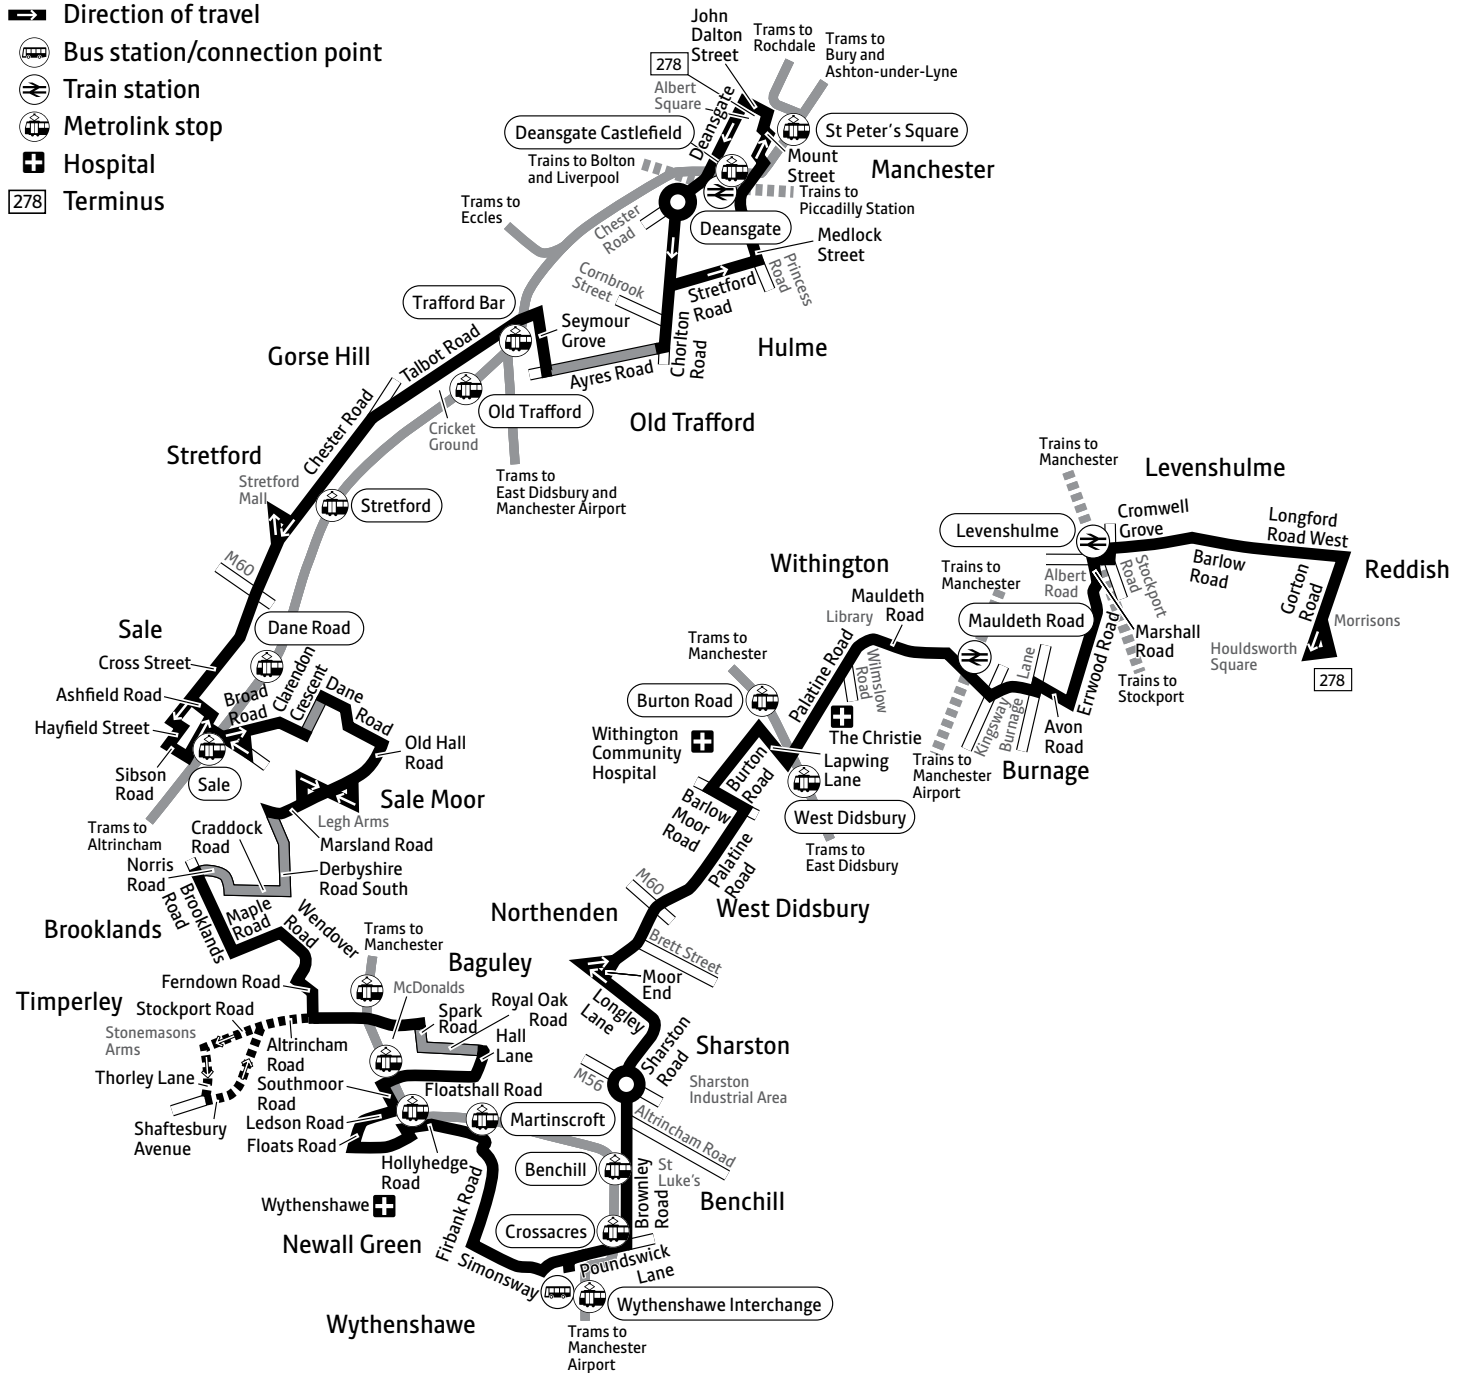 Direction of travel
Bus station/connection point
Train station
Metrolink stop
Hospital
278 Terminus
John
Dalton
Street
Trams to
Rochdale
Trams to
Bury and
Ashton-under-Lyne
278
Albert
Square
Deansgate
Deansgate Castlefield
St Peter's Square
Mount
Street
Manchester
Trains to Bolton
and Liverpool
Trains to
Piccadilly Station
Trams to
Eccles
Chester
Road
Deansgate
Medlock
Street
Princess
Road
Cornbrook
Street
Stretford
Road
Trafford Bar
Seymour
Grove
Talbot Road
Gorse Hill
Chorlton
Road
Hulme
Ayres Road
Old Trafford
Old Trafford
Cricket
Ground
Chester Road
Stretford
Stretford
Mall
Stretford
Trams to
East Didsbury and
Manchester Airport
M60
Trains to
Manchester
Levenshulme
Levenshulme
Cromwell
Grove
Longford
Road West
Barlow
Road
Reddish
Gorton
Road
Morrisons
Houldsworth
Square
278
Stockport
Road
Albert
Road
Marshall
Road
Trains to
Stockport
Errwood Road
Withington
Trains to
Manchester
Mauldeth
Road
Library
Mauldeth Road
Wilmslow
Road
Palatine Road
Kingsway
Burnage
Lane
Avon
Road
Burnage
Trains to
Manchester
Airport
Trams to
Manchester
Burton Road
Withington
Community
Hospital
The Christie
Lapwing
Lane
Burton
Road
Barlow
Moor
Road
West Didsbury
Trams to
East Didsbury
Palatine
Road
West Didsbury
Sale
Dane Road
Cross Street
Ashfield Road
Hayfield Street
Broad
Road
Clarendon
Crescent
Dane
Road
Old Hall
Road
Sibson
Road
Sale
Sale Moor
Legh Arms
Trams to
Altrincham
Craddock
Road
Marsland Road
Norris
Road
Derbyshire
Road South
Brooklands
Road
Maple
Road
Wendover
Road
Brooklands
M60
Northenden
Brett Street
Moor
End
Longley
Lane
Trams to
Manchester
Baguley
McDonalds
Ferndown Road
Timperley
Stockport Road
Stonemasons
Arms
Altrincham
Road
Spark
Road
Royal Oak
Road
Hall
Lane
Thorley Lane
Southmoor
Road
Floatshall Road
Ledson Road
Floats Road
Shaftesbury
Avenue
Sharston
Road
Sharston
M56
Sharston
Industrial Area
Altrincham Road
Martinscroft
Hollyhedge
Road
Benchill
St
Luke's
Brownley
Road
Benchill
Wythenshawe
Crossacres
Newall Green
Firbank Road
Simonsway
Poundswick
Lane
Wythenshawe Interchange
Wythenshawe
Trams to
Manchester
Airport